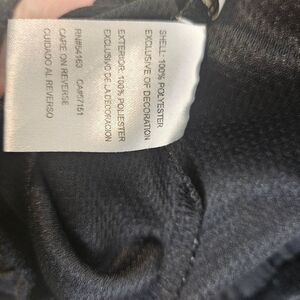 SHELL: 100% POLYESTER
EXCLUSIVE OF DECORATION
EXTERIOR: 100% POLIESTER
EXCLUSIVO DE LA DECORACION
RN#54163 CA#57151
CARE ON REVERSE
CUIDADO AL REVERSO